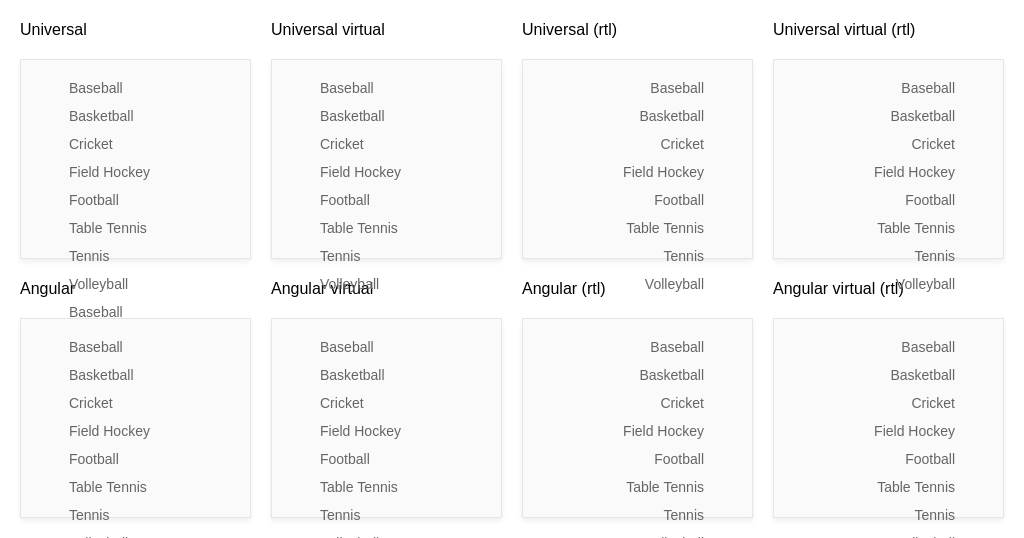 Universal
Baseball
Basketball
Cricket
Field Hockey
Football
Table Tennis
Tennis
Volleyball
Baseball
Universal virtual
Baseball
Basketball
Cricket
Field Hockey
Football
Table Tennis
Tennis
Volleyball
Universal (rtl)
Baseball
Basketball
Cricket
Field Hockey
Football
Table Tennis
Tennis
Volleyball
Universal virtual (rtl)
Baseball
Basketball
Cricket
Field Hockey
Football
Table Tennis
Tennis
Volleyball
Angular
Baseball
Basketball
Cricket
Field Hockey
Football
Table Tennis
Tennis
Angular virtual
Baseball
Basketball
Cricket
Field Hockey
Football
Table Tennis
Tennis
Angular (rtl)
Baseball
Basketball
Cricket
Field Hockey
Football
Table Tennis
Tennis
Angular virtual (rtl)
Baseball
Basketball
Cricket
Field Hockey
Football
Table Tennis
Tennis